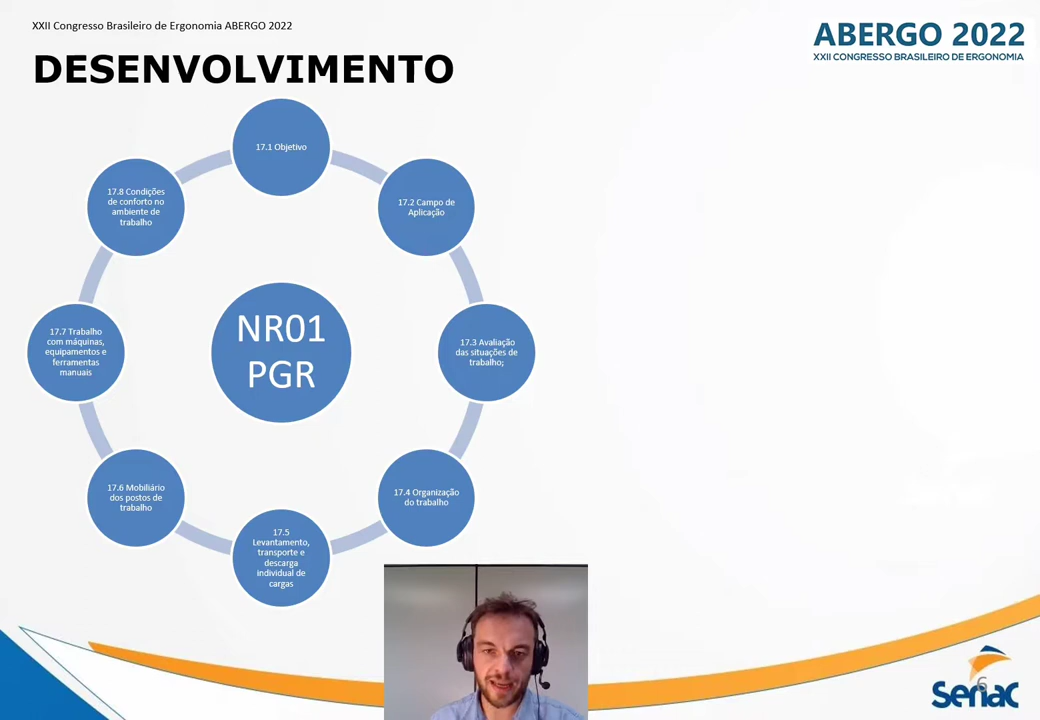 XXII Congresso Brasileiro de Ergonomia ABERGO 2022
ABERGO 2022
XXII CONGRESSO BRASILEIRO DE ERGONOMIA
DESENVOLVIMENTO
17.1 Objetivo
17.2 Campo de
Aplicação
17.3 Avaliação
das situações de
trabalho;
17.4 Organização
do trabalho
17.5
Levantamento,
transporte e
descarga
individual de
cargas
17.6 Mobiliário
dos postos de
trabalho
17.7 Trabalho
com máquinas,
equipamentos e
ferramentas
manuais
17.8 Condições
de conforto no
ambiente de
trabalho
NR01
PGR
6
Senac